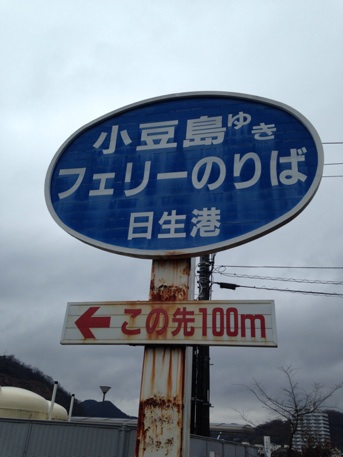 小豆島ゆき
フェリーのりば
日生港
←この先100m